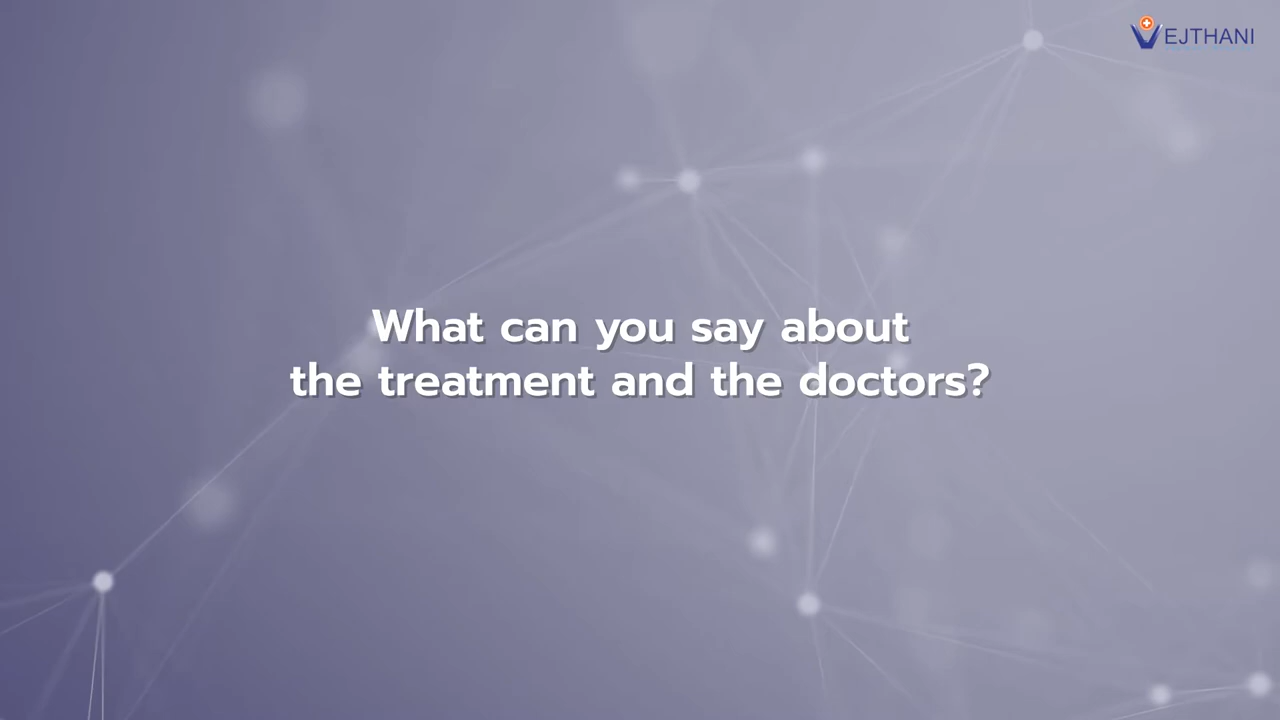 VEJTHANI
What can you say about
the treatment and the doctors?